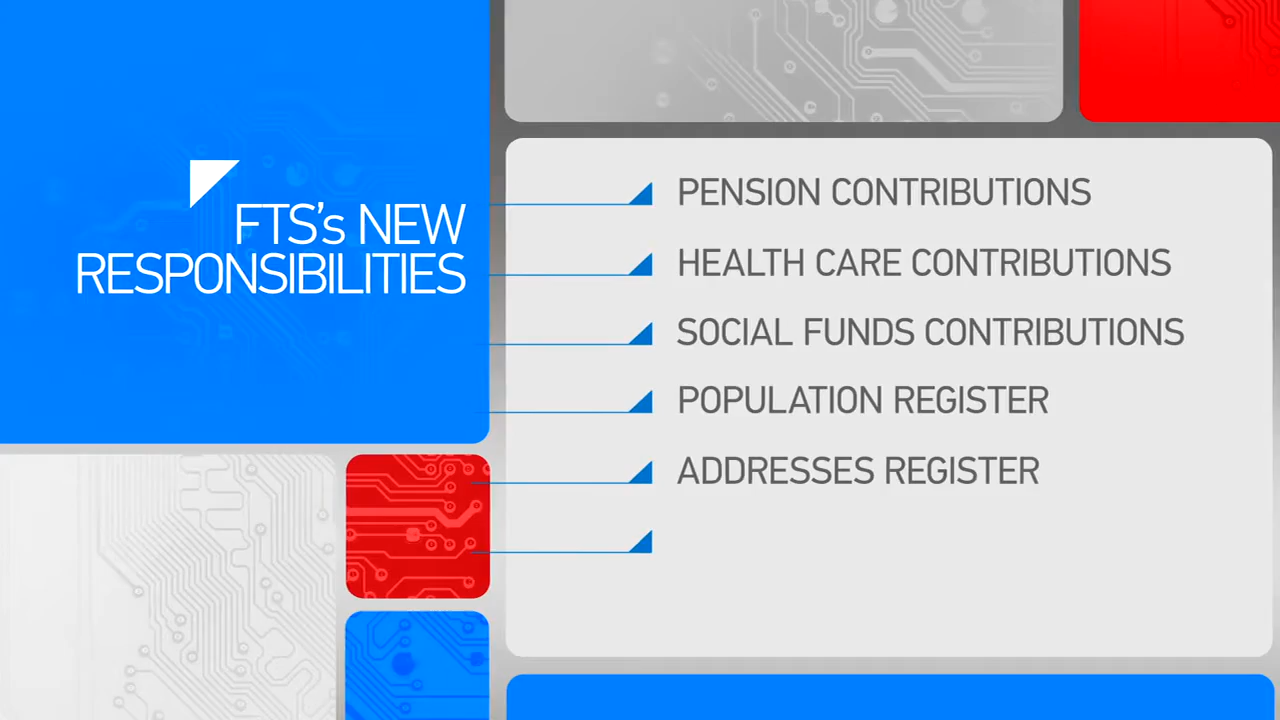 FTS's NEW
RESPONSIBILITIES
PENSION CONTRIBUTIONS
HEALTH CARE CONTRIBUTIONS
SOCIAL FUNDS CONTRIBUTIONS
POPULATION REGISTER
ADDRESSES REGISTER